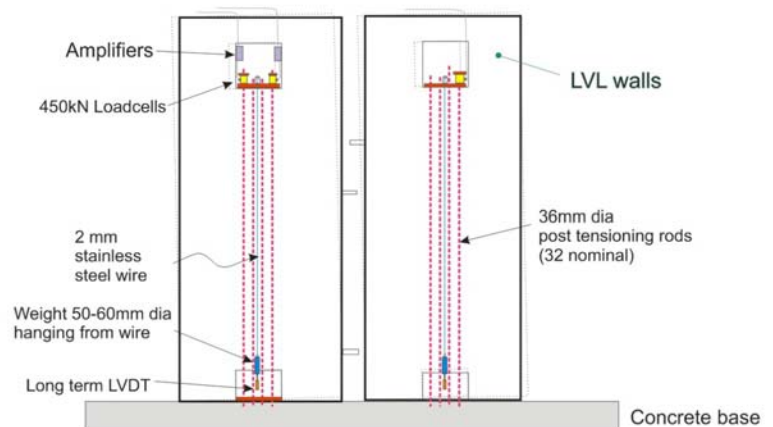 Amplifiers
450kN Loadcells
LVL walls
2 mm
stainless
steel wire
36mm dia
post tensioning rods
(32 nominal)
Weight 50-60mm dia
hanging from wire
Long term LVDT
Concrete base